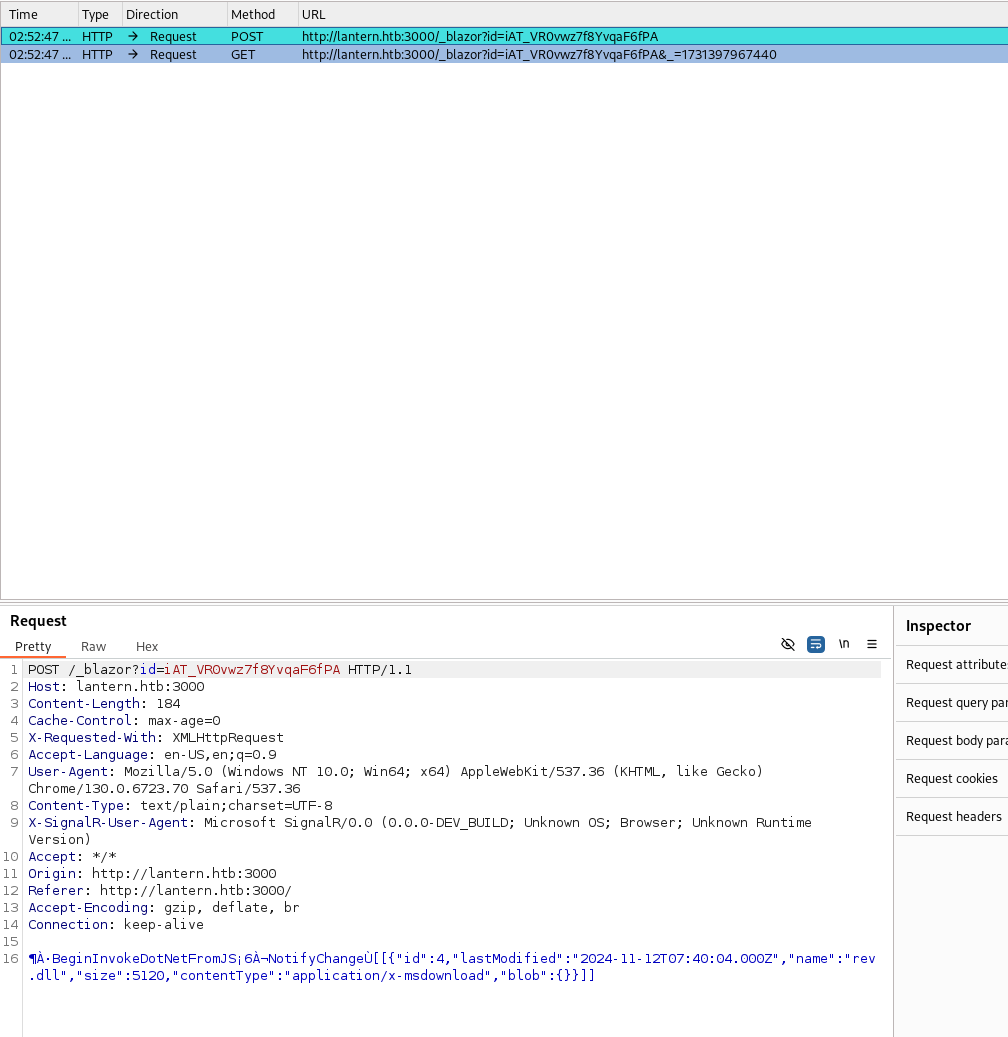 Time Type Direction Method URL
02:52:47 ... HTTP → Request POST http://lantern.htb:3000/_blazor?id=iAT_VR0vwz7f8YvqaF6fPA
02:52:47 ... HTTP → Request GET http://lantern.htb:3000/_blazor?id=iAT_VR0vwz7f8YvqaF6fPA&_=1731397967440
Request
Pretty Raw Hex
\n
1 POST /_blazor?id=iAT_VR0vwz7f8YvqaF6fPA HTTP/1.1
2 Host: lantern.htb:3000
3 Content-Length: 184
4 Cache-Control: max-age=0
5 X-Requested-With: XMLHttpRequest
6 Accept-Language: en-US,en;q=0.9
7 User-Agent: Mozilla/5.0 (Windows NT 10.0; Win64; x64) AppleWebKit/537.36 (KHTML, like Gecko)
Chrome/130.0.6723.70 Safari/537.36
8 Content-Type: text/plain;charset=UTF-8
9 X-SignalR-User-Agent: Microsoft SignalR/0.0 (0.0.0-DEV_BUILD; Unknown OS; Browser; Unknown Runtime
Version)
10 Accept: */*
11 Origin: http://lantern.htb:3000
12 Referer: http://lantern.htb:3000/
13 Accept-Encoding: gzip, deflate, br
14 Connection: keep-alive
15
16 ¶À·BeginInvokeDotNetFromJS¡6À¬NotifyChangeÙ[[{"id":4,"lastModified":"2024-11-12T07:40:04.000Z","name":"rev
.dll","size":5120,"contentType":"application/x-msdownload","blob":{}}]]
Inspector
Request attributes
Request query par
Request body para
Request cookies
Request headers